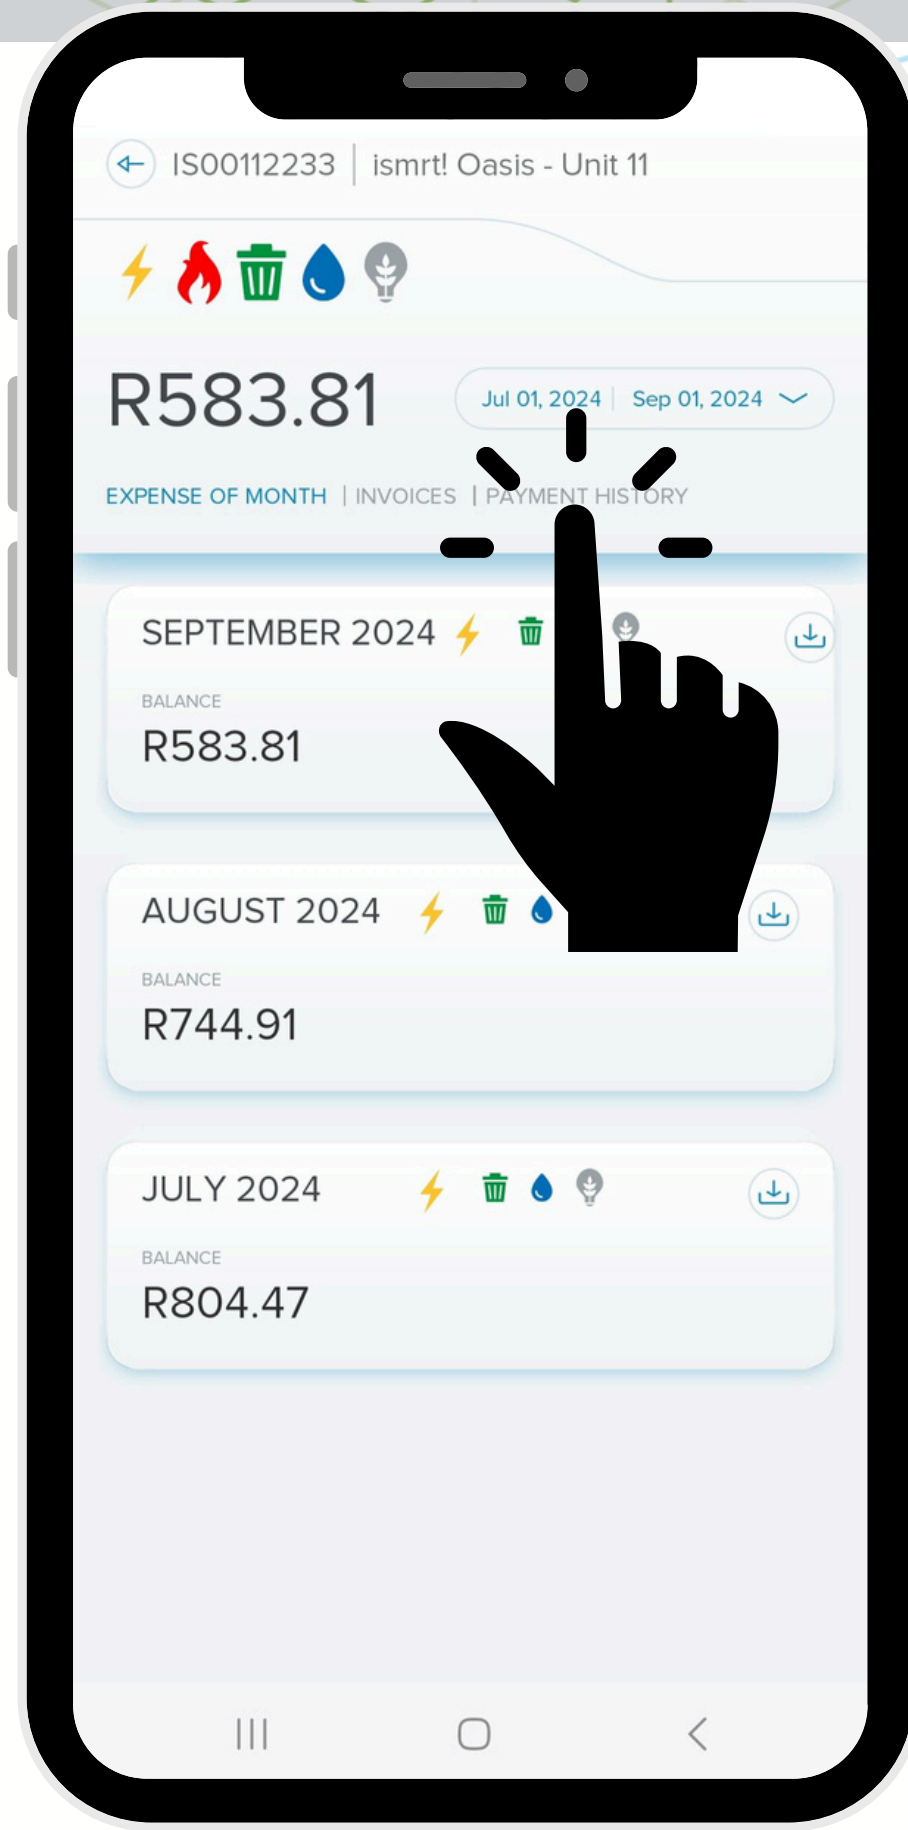 IS00112233 | ismrt! Oasis - Unit 11
R583.81
Jul 01, 2024 | Sep 01, 2024
EXPENSE OF MONTH | INVOICES | PAYMENT HISTORY
SEPTEMBER 2024
BALANCE
R583.81
AUGUST 2024
BALANCE
R744.91
JULY 2024
BALANCE
R804.47